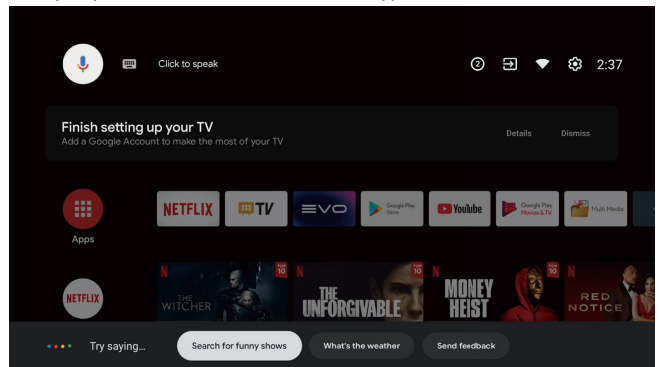 Click to speak
2
2:37
Finish setting up your TV
Add a Google Account to make the most of your TV
Details
Dismiss
Apps
NETFLIX
TV
EVO
Google Play
Store
YouTube
Google Play
Movies & TV
Multi Media
NETFLIX
N
THE
WITCHER
TOP
10
THE
UNFORGIVABLE
TOP
10
N
MONEY
HEIST
TOP
10
N
RED
NOTICE
Try saying...
Search for funny shows
What's the weather
Send feedback